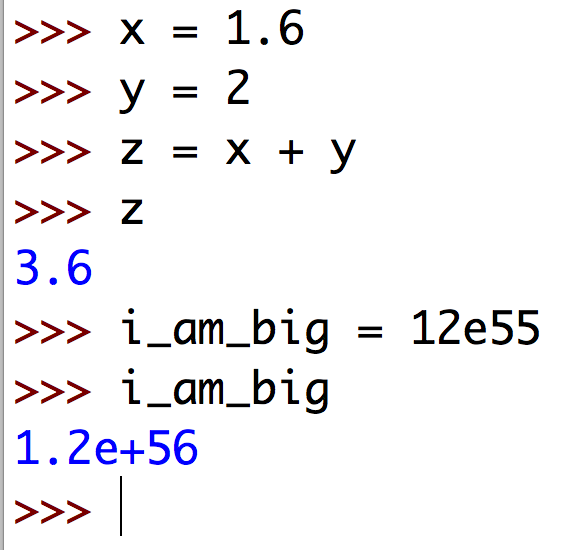 >>> x = 1.6
>>> y = 2
>>> z = x + y
>>> z
3.6
>>> i_am_big = 12e55
>>> i_am_big
1.2e+56
>>>